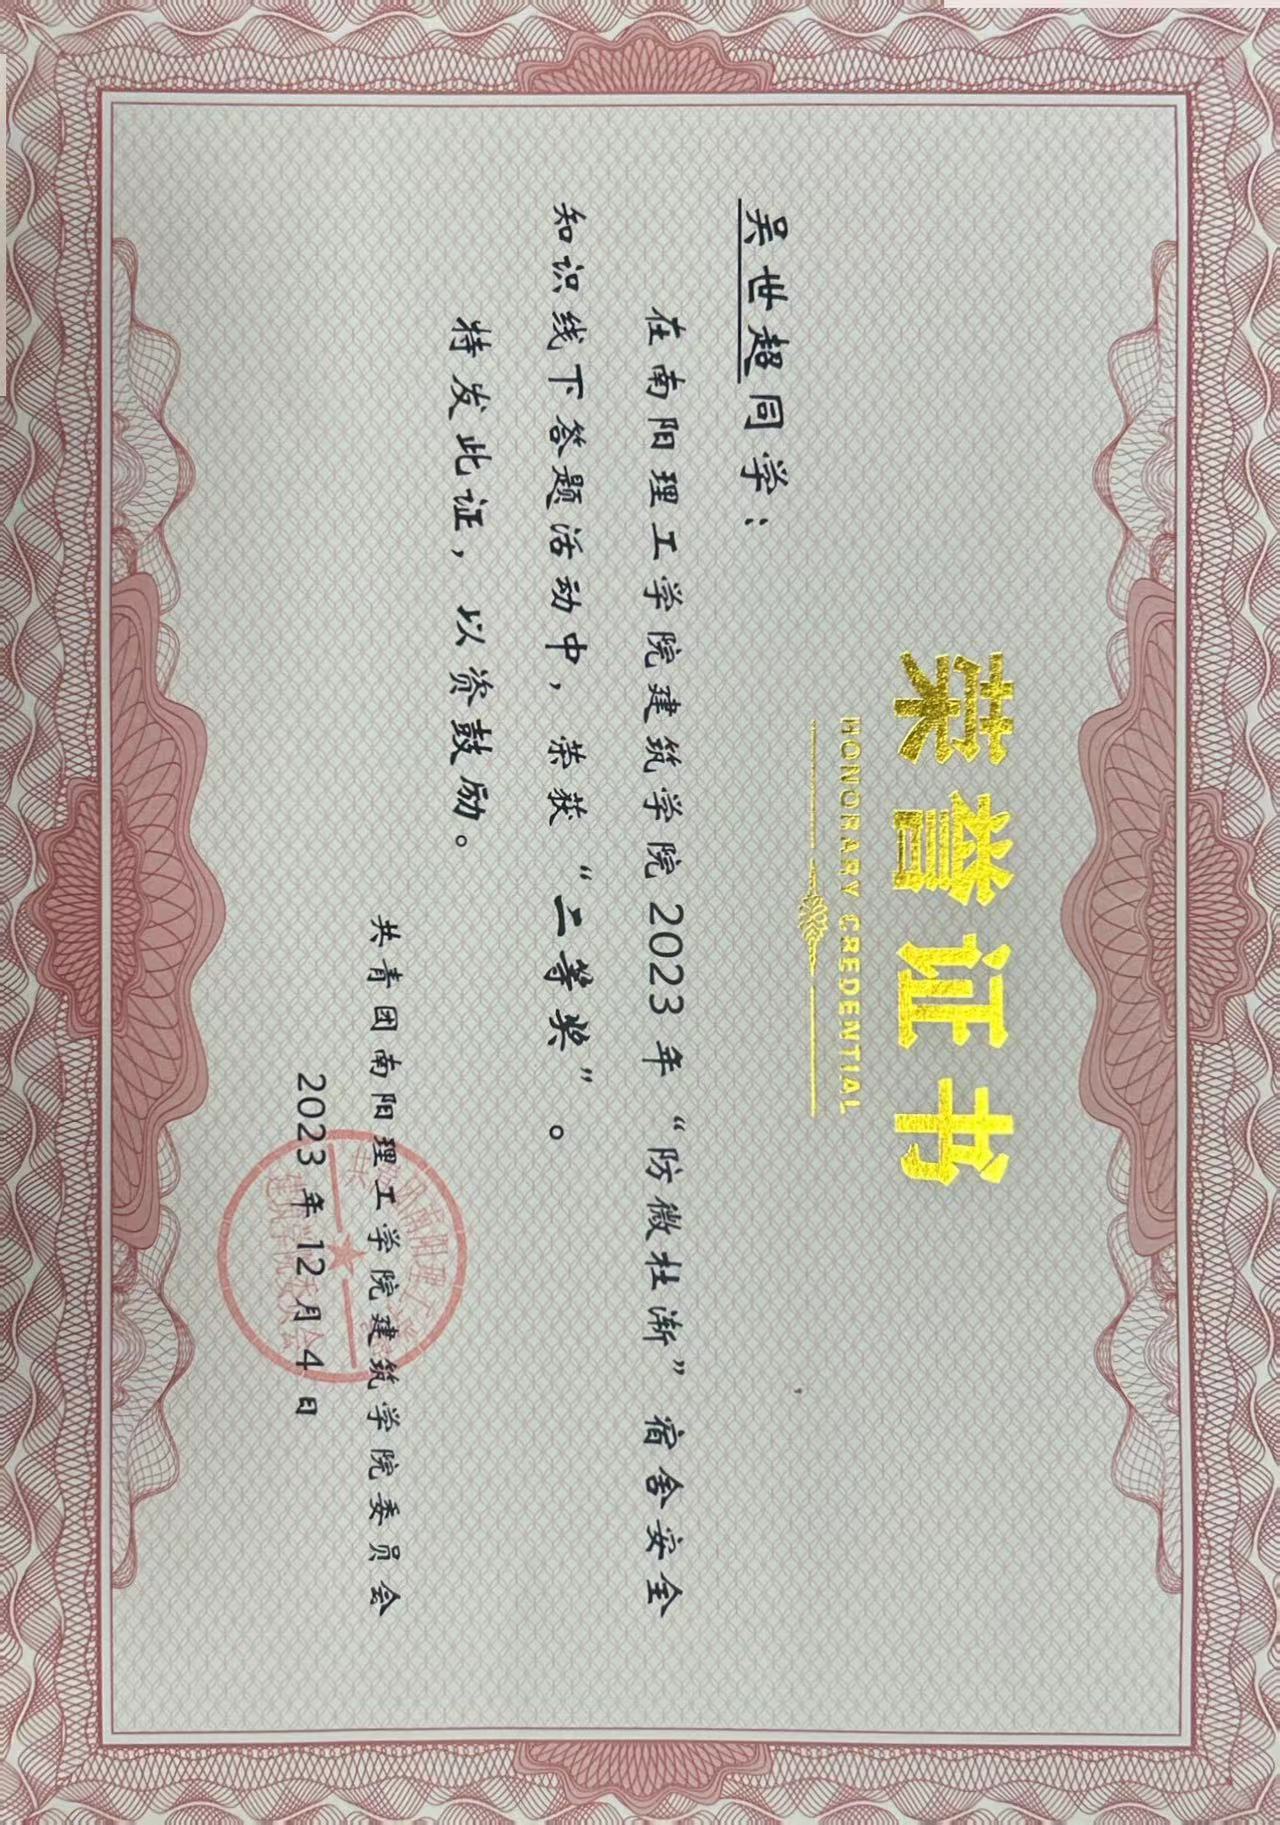 荣誉证书
HONORARY CREDENTIAL
吴世超同学：
在南阳理工学院建筑学院2023年“防微杜渐”宿舍安全
知识线下答题活动中，荣获“二等奖”。
特发此证，以资鼓励。
共青团南阳理工学院建筑学院委员会
2023年12月4日